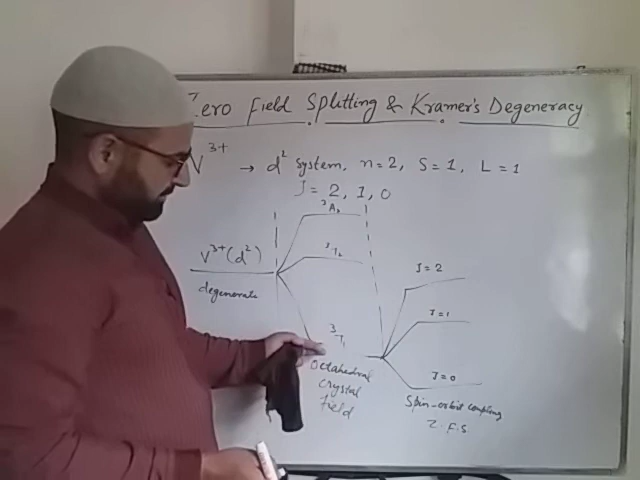 Zero Field Splitting & Kramer's Degeneracy
V³⁺ → d² system, n=2, S=1, L=1
J = 2, 1, 0
³A₂
³T₂
V³⁺(d²)
degenerate
³T₁
J=2
J=1
J=0
Octahedral
crystal
field
Spin-orbit coupling
Z.F.S